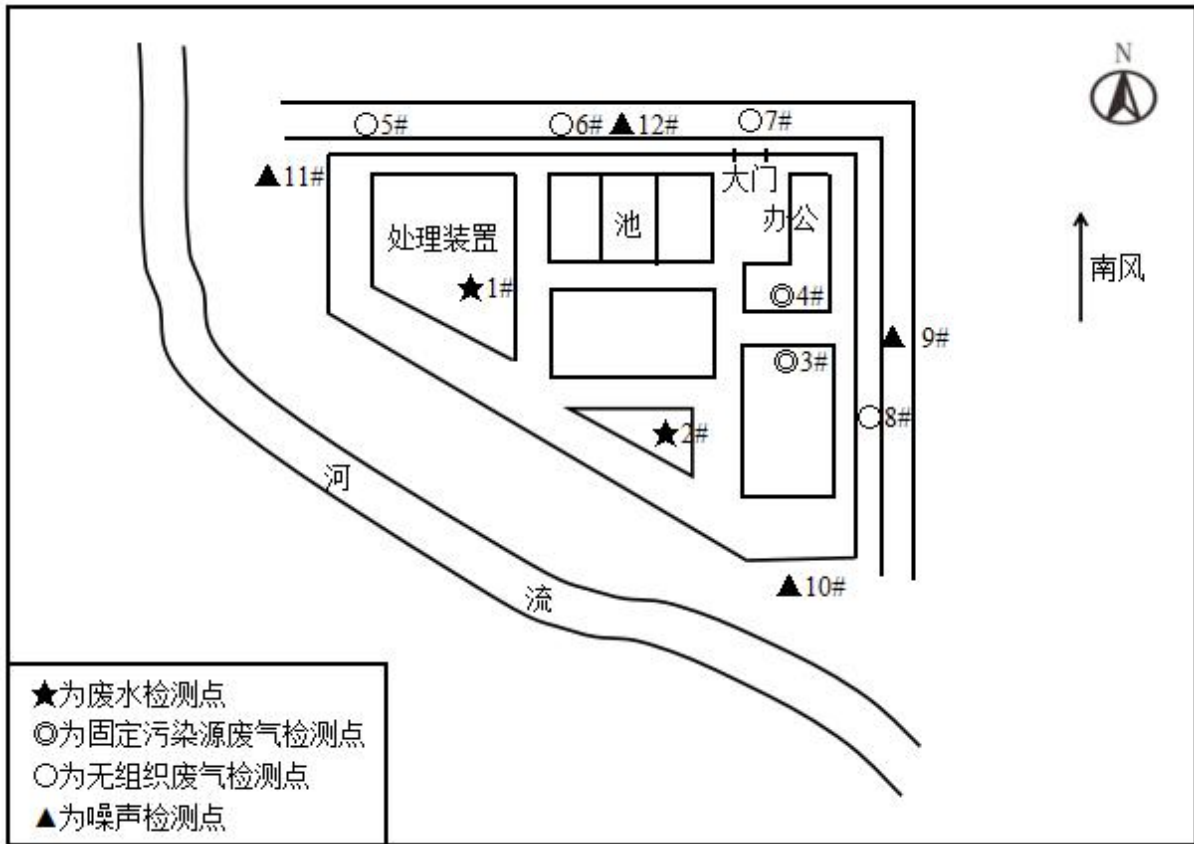 N
5#
6#
12#
7#
11#
大门
办公
池
处理装置
南风
1#
4#
9#
3#
8#
2#
河
10#
流
★为废水检测点
◎为固定污染源废气检测点
○为无组织废气检测点
▲为噪声检测点